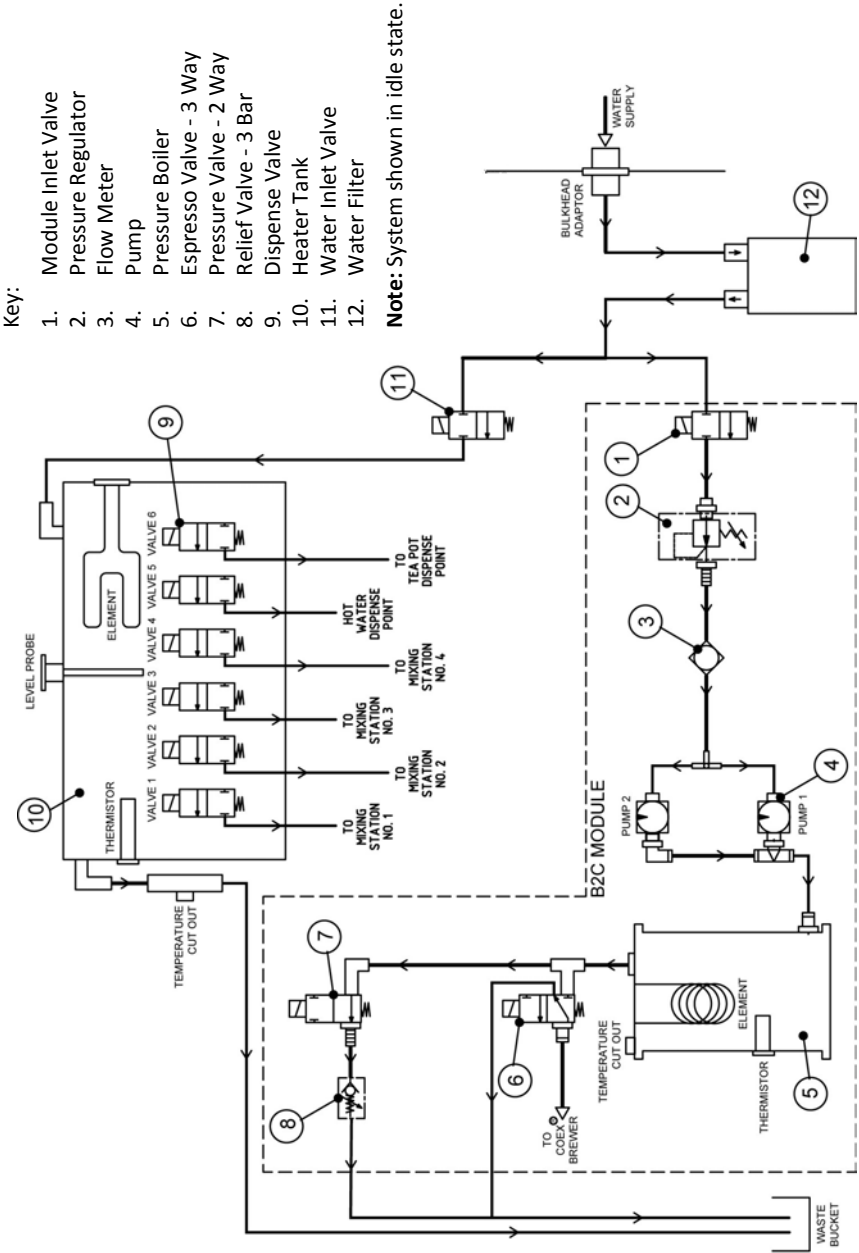 Key:
1. Module Inlet Valve
2. Pressure Regulator
3. Flow Meter
4. Pump
5. Pressure Boiler
6. Espresso Valve - 3 Way
7. Pressure Valve - 2 Way
8. Relief Valve - 3 Bar
9. Dispense Valve
10. Heater Tank
11. Water Inlet Valve
12. Water Filter
Note: System shown in idle state.
WATER
SUPPLY
BULKHEAD
ADAPTOR
12
11
1
2
3
4
PUMP 2
PUMP 1
B2C MODULE
LEVEL PROBE
ELEMENT
10
THERMISTOR
9
VALVE 1
VALVE 2
VALVE 3
VALVE 4
VALVE 5
VALVE 6
TO
MIXING
STATION
NO. 1
TO
MIXING
STATION
NO. 2
TO
MIXING
STATION
NO. 3
TO
MIXING
STATION
NO. 4
HOT
WATER
DISPENSE
POINT
TO
TEA POT
DISPENSE
POINT
TEMPERATURE
CUT OUT
7
8
6
TO
COEX®
BREWER
TEMPERATURE
CUT OUT
ELEMENT
THERMISTOR
5
WASTE
BUCKET